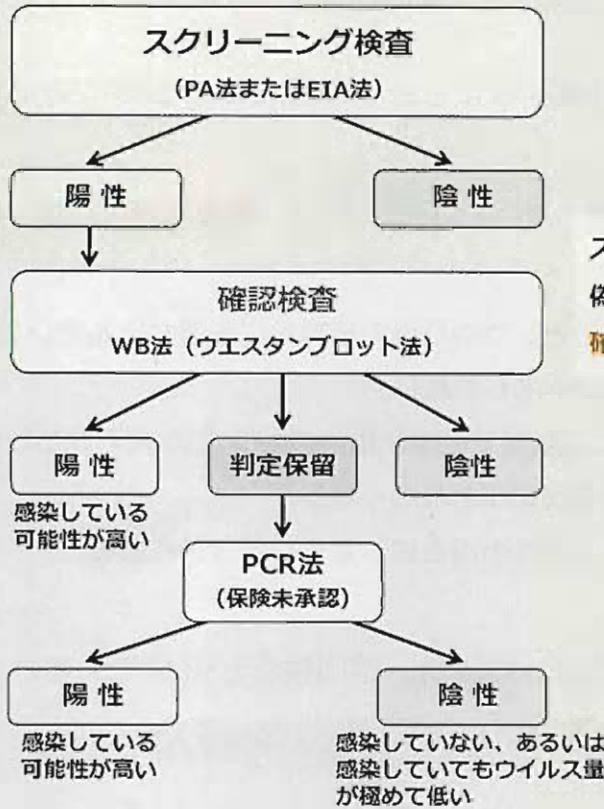 スクリーニング検査
(PA法またはEIA法)
陽 性
陰 性
確認検査
WB法（ウエスタンブロット法）
陽 性
判定保留
陰性
感染している
可能性が高い
PCR法
(保険未承認)
陽 性
陰 性
感染している
可能性が高い
感染していない、あるいは
感染していてもウイルス量
が極めて低い
ス
偽
確